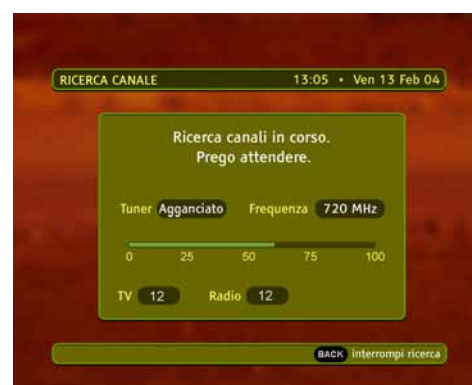 RICERCA CANALE 13:05 • Ven 13 Feb 04
Ricerca canali in corso.
Prego attendere.
Tuner Agganciato Frequenza 720 MHz
0 25 50 75 100
TV 12 Radio 12
BACK interrompi ricerca